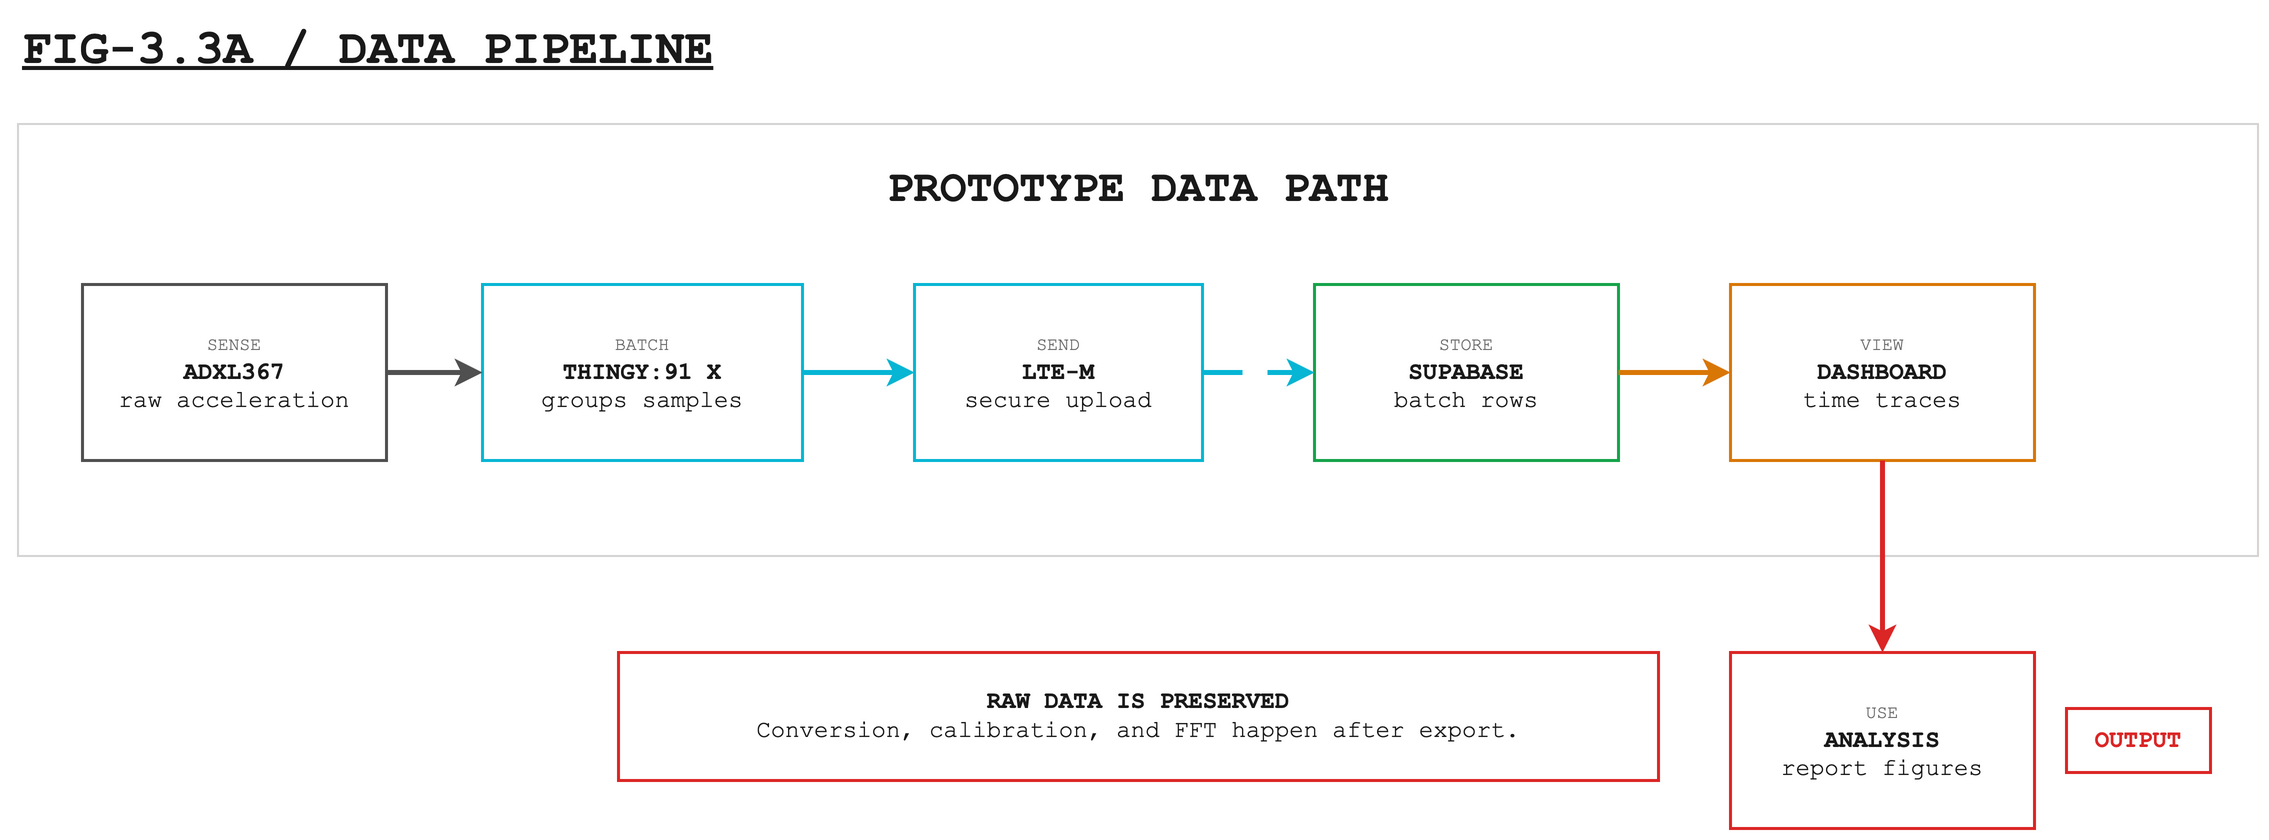 FIG-3.3A / DATA PIPELINE
PROTOTYPE DATA PATH
SENSE
ADXL367
raw acceleration
BATCH
THINGY:91 X
groups samples
SEND
LTE-M
secure upload
STORE
SUPABASE
batch rows
VIEW
DASHBOARD
time traces
RAW DATA IS PRESERVED
Conversion, calibration, and FFT happen after export.
USE
ANALYSIS
report figures
OUTPUT